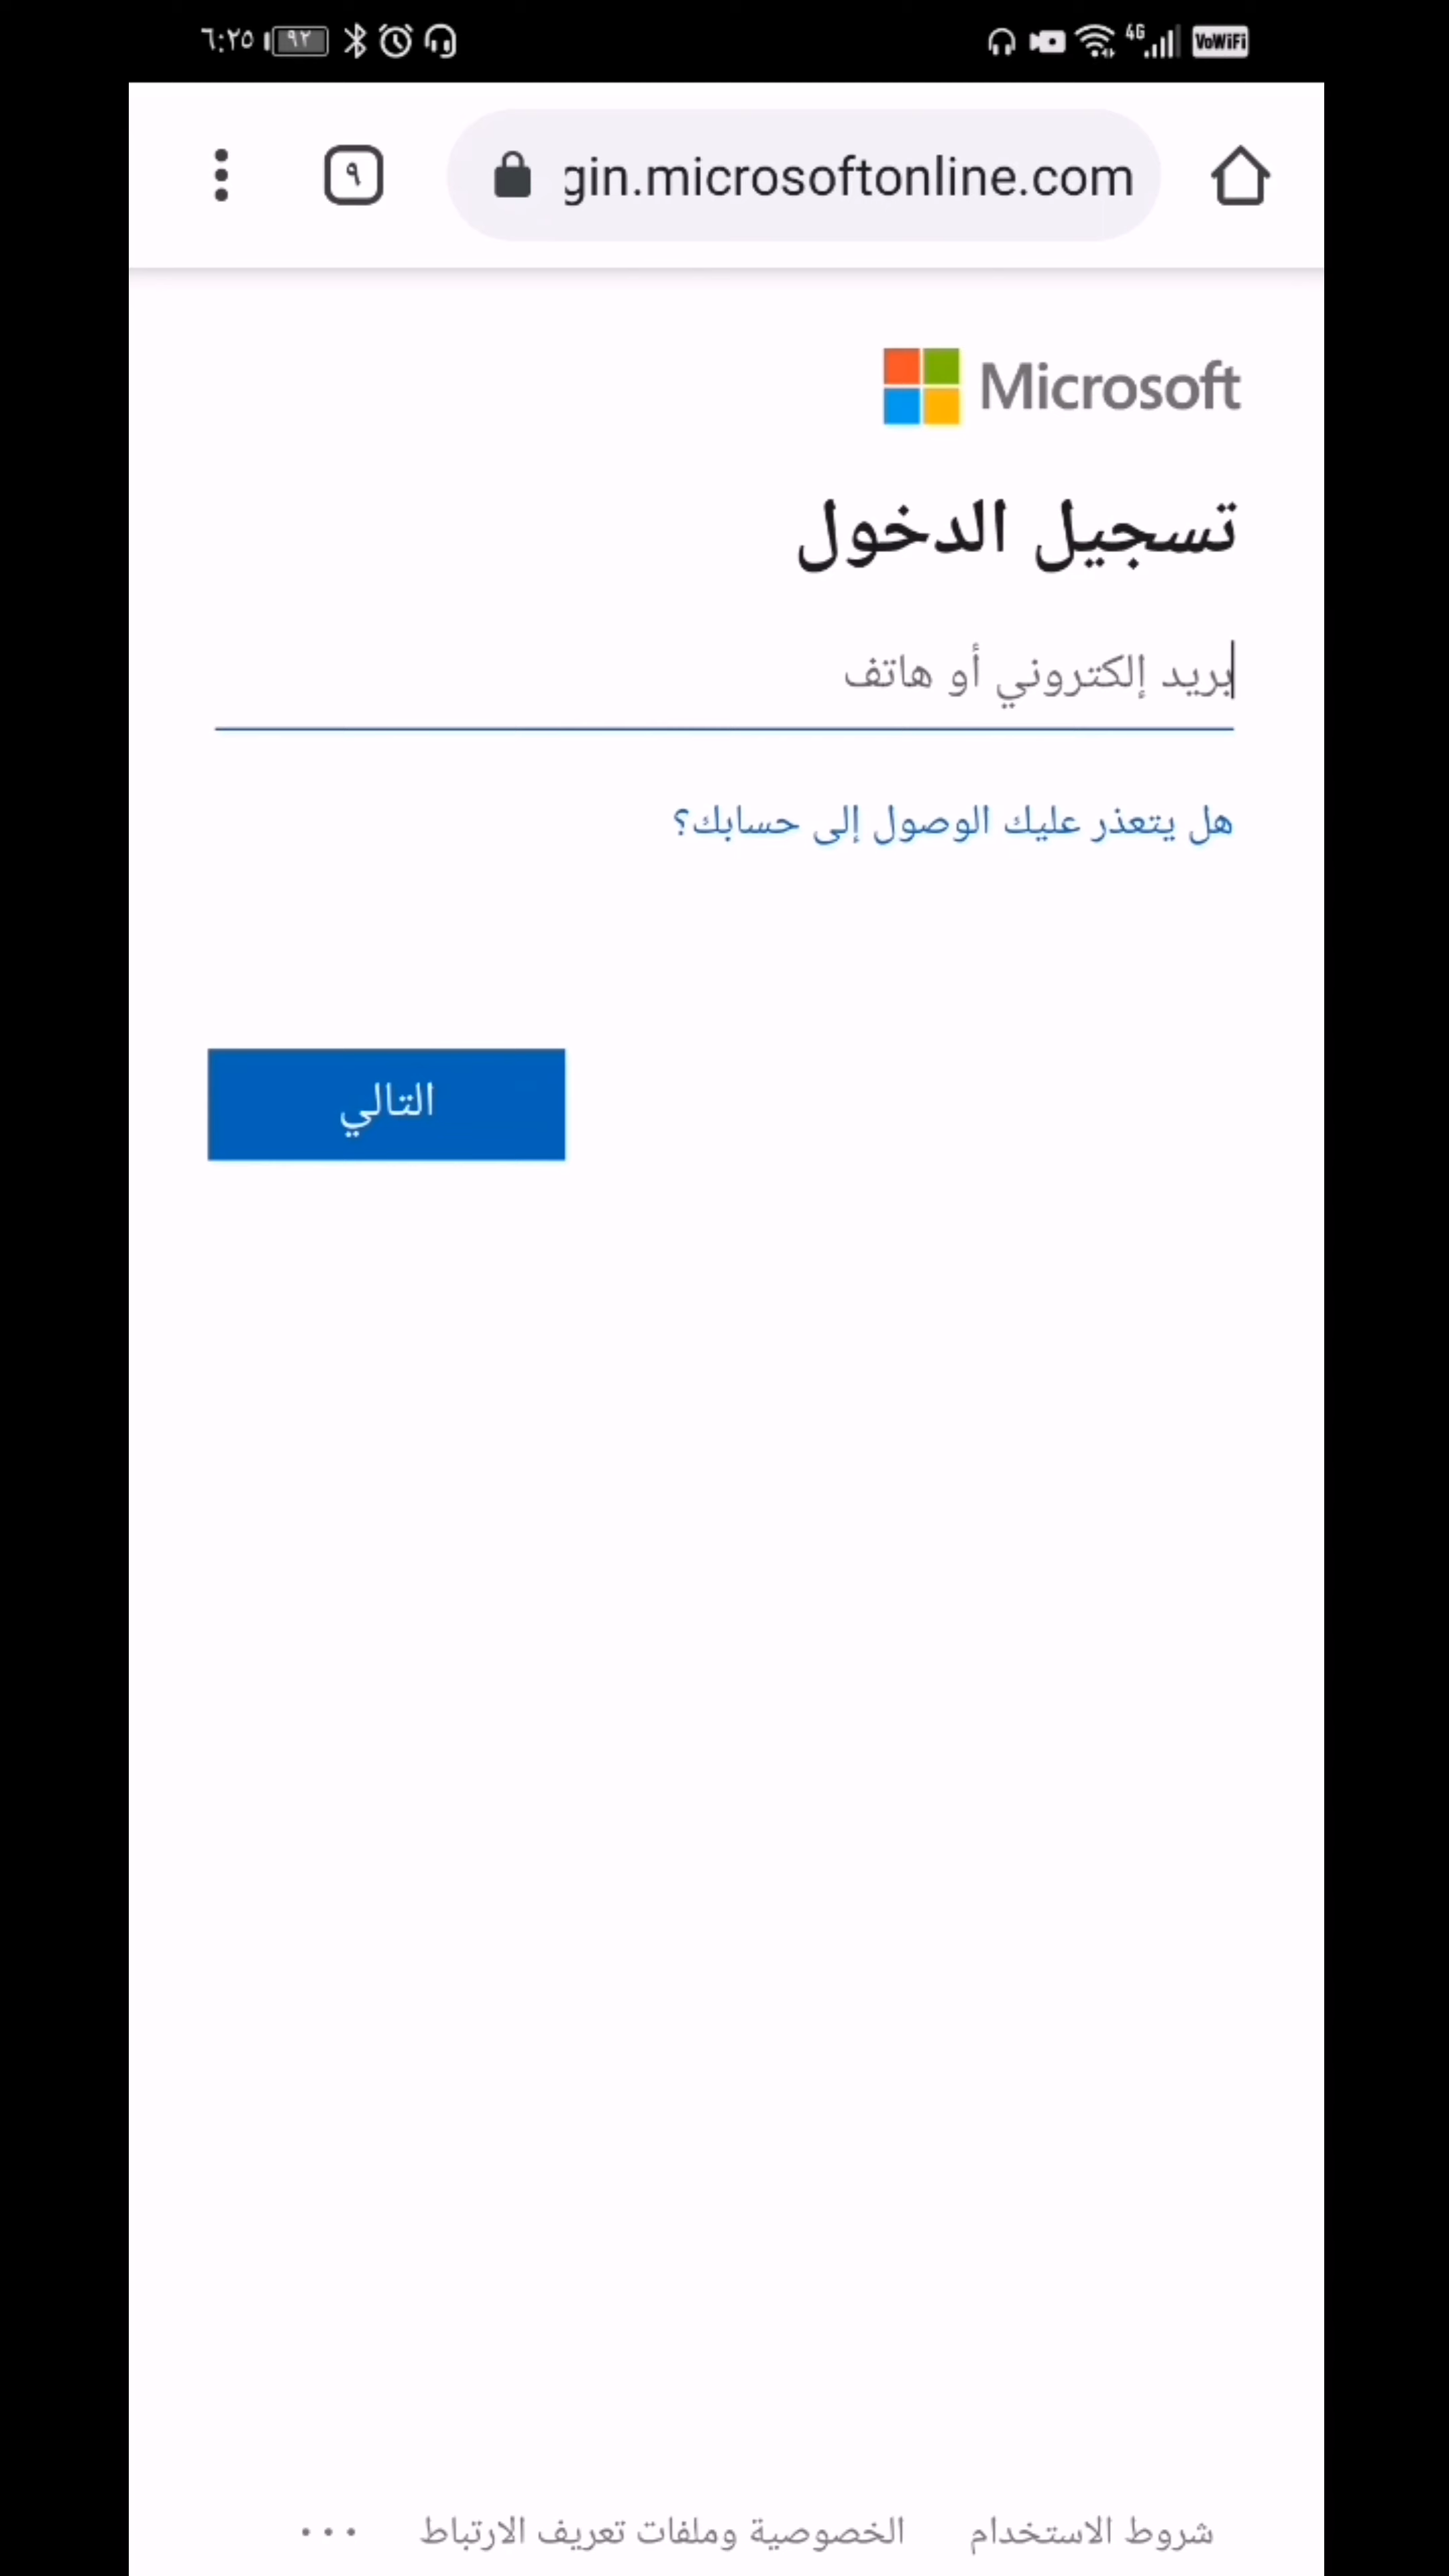 ٦:٢٥ ٩٢ 4G VoWiFi
٩ gin.microsoftonline.com
Microsoft
تسجيل الدخول
بريد إلكتروني أو هاتف
هل يتعذر عليك الوصول إلى حسابك؟
التالي
شروط الاستخدام الخصوصية وملفات تعريف الارتباط ...